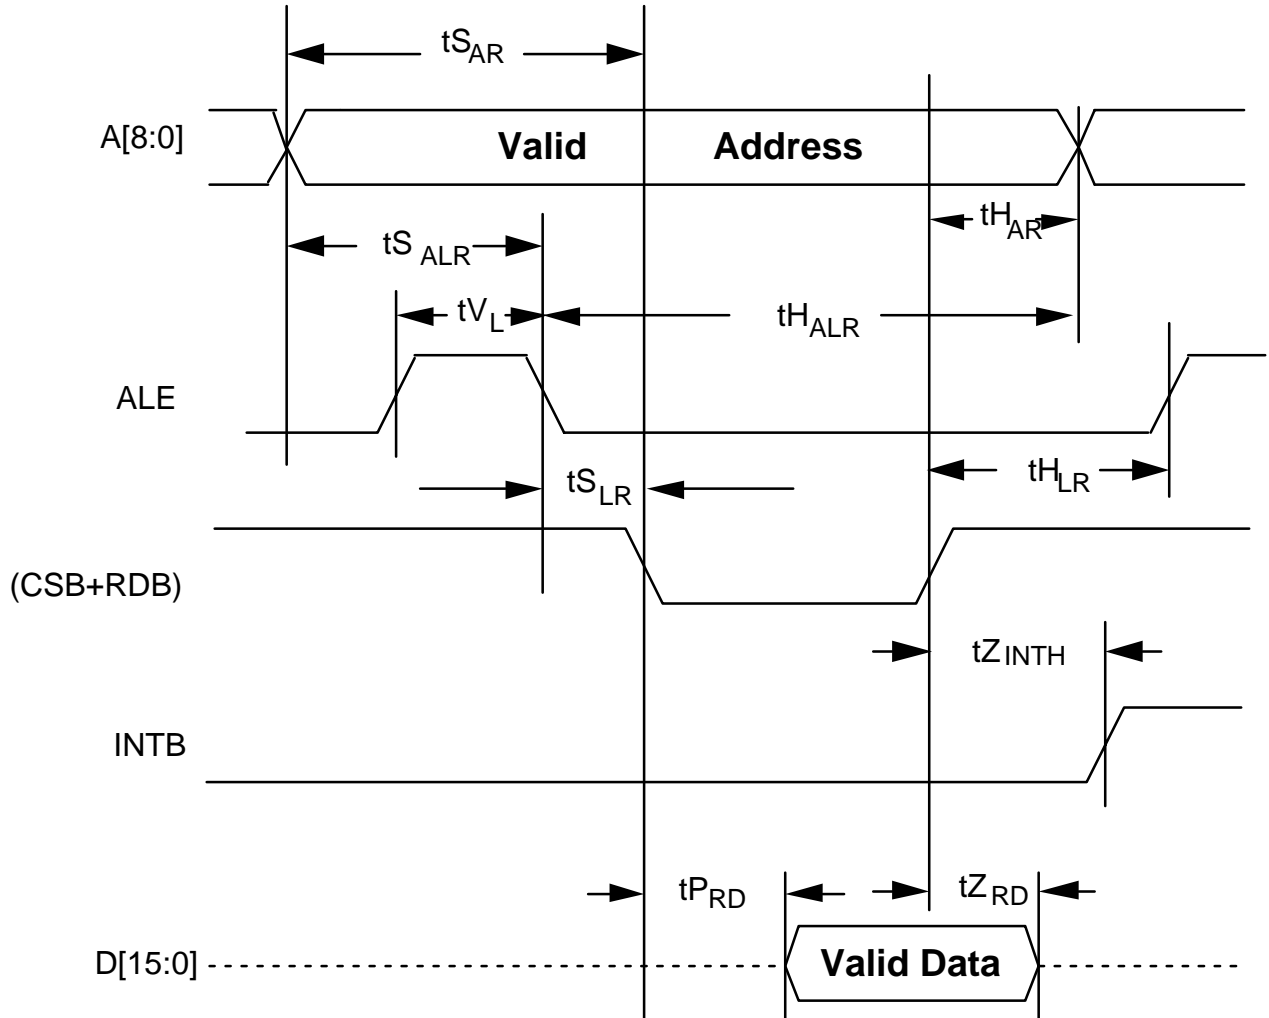 tSAR
A[8:0]
Valid Address
tHAR
tS ALR
tVL
tHALR
ALE
tSLR
tHLR
(CSB+RDB)
tZINTH
INTB
tPRD
tZRD
D[15:0]
Valid Data